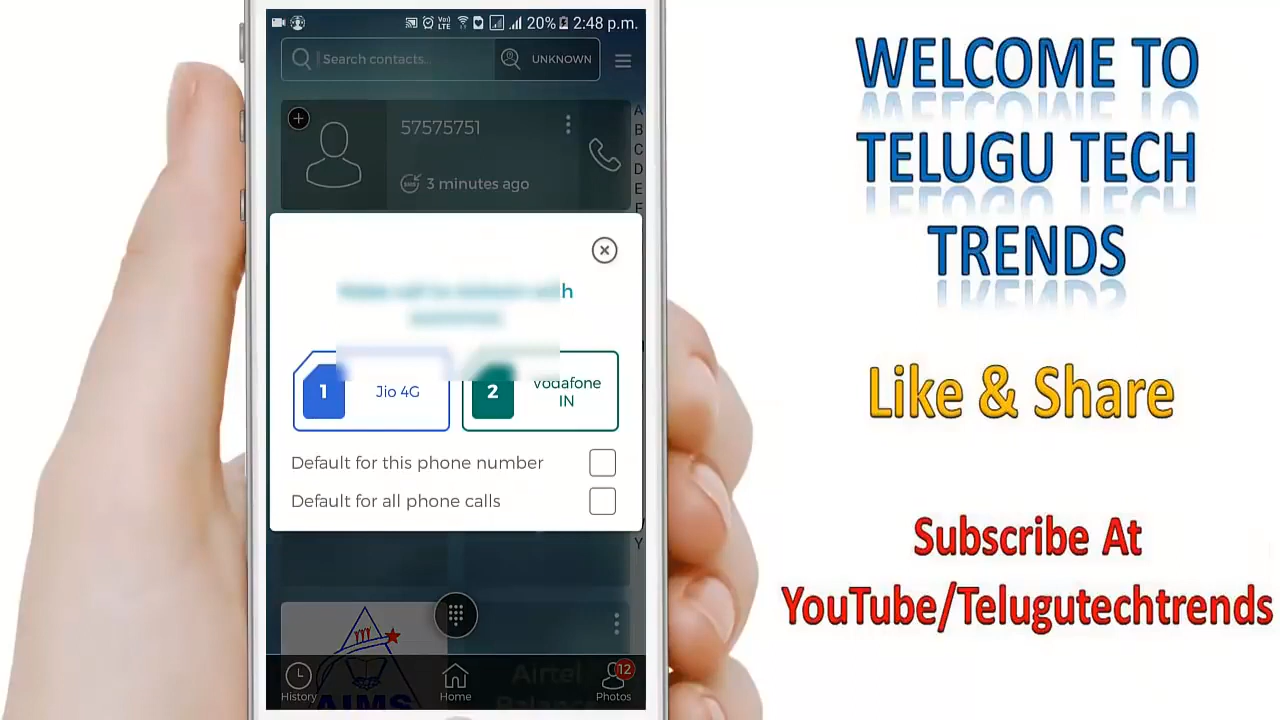 20% 2:48 p.m.
Search contacts..
UNKNOWN
57575751
3 minutes ago
A
B
C
D
E
F
h
1
Jio 4G
2
Vodafone
IN
Default for this phone number
Default for all phone calls
Y
AIMS
Airtel
12
History
Home
Photos
WELCOME TO
TELUGU TECH
TRENDS
Like & Share
Subscribe At
YouTube/Telugutechtrends